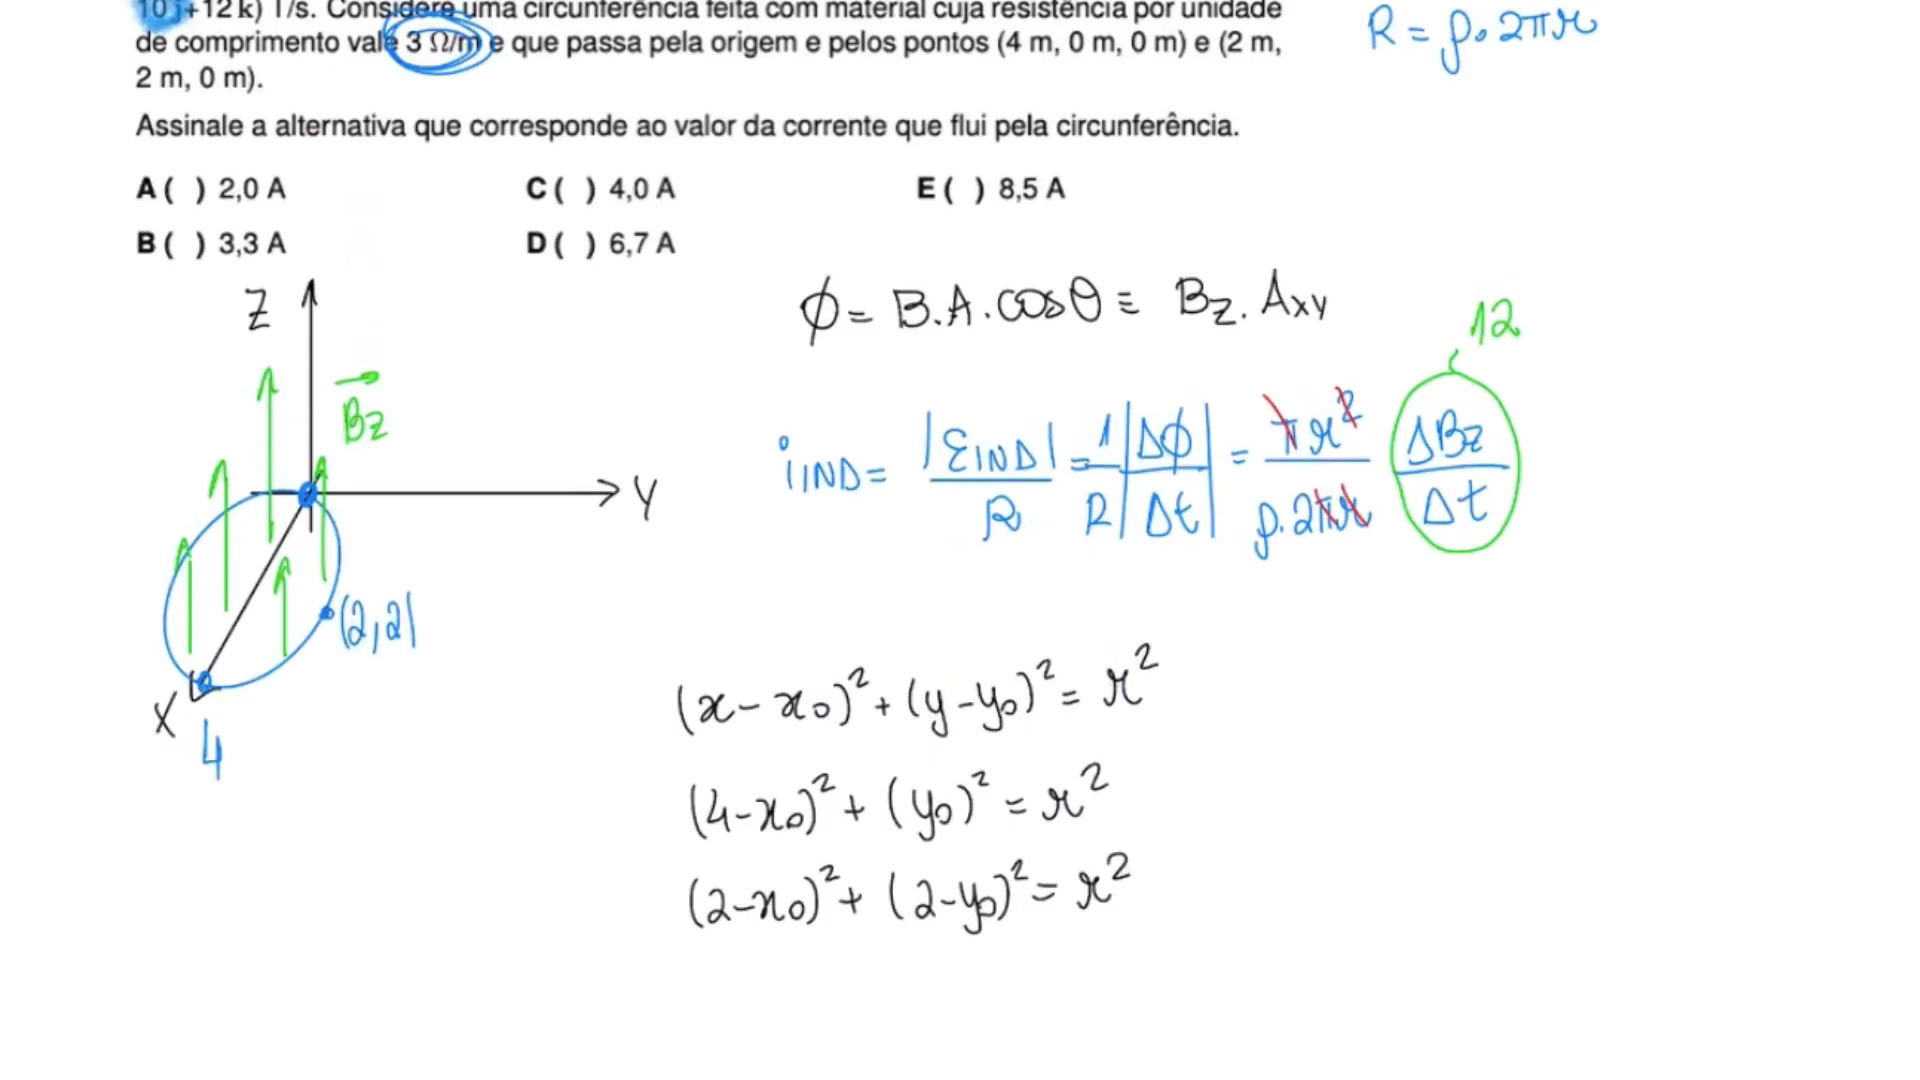 10 j+12 k) T/s. Considere uma circunferência feita com material cuja resistência por unidade
de comprimento vale 3 Ω/m e que passa pela origem e pelos pontos (4 m, 0 m, 0 m) e (2 m,
2 m, 0 m).
R = ρ. 2πr
Assinale a alternativa que corresponde ao valor da corrente que flui pela circunferência.
A ( ) 2,0 A C ( ) 4,0 A E ( ) 8,5 A
B ( ) 3,3 A D ( ) 6,7 A
Z
Bz
Y
(2,2)
X
4
φ = B.A.cosθ = Bz.Axy
12
iIND = |εIND|/R = 1/R |Δφ/Δt| = πr²/ρ.2πr ΔBz/Δt
(x - x0)² + (y - y0)² = r²
(4-x0)² + (y0)² = r²
(2-x0)² + (2-y0)² = r²